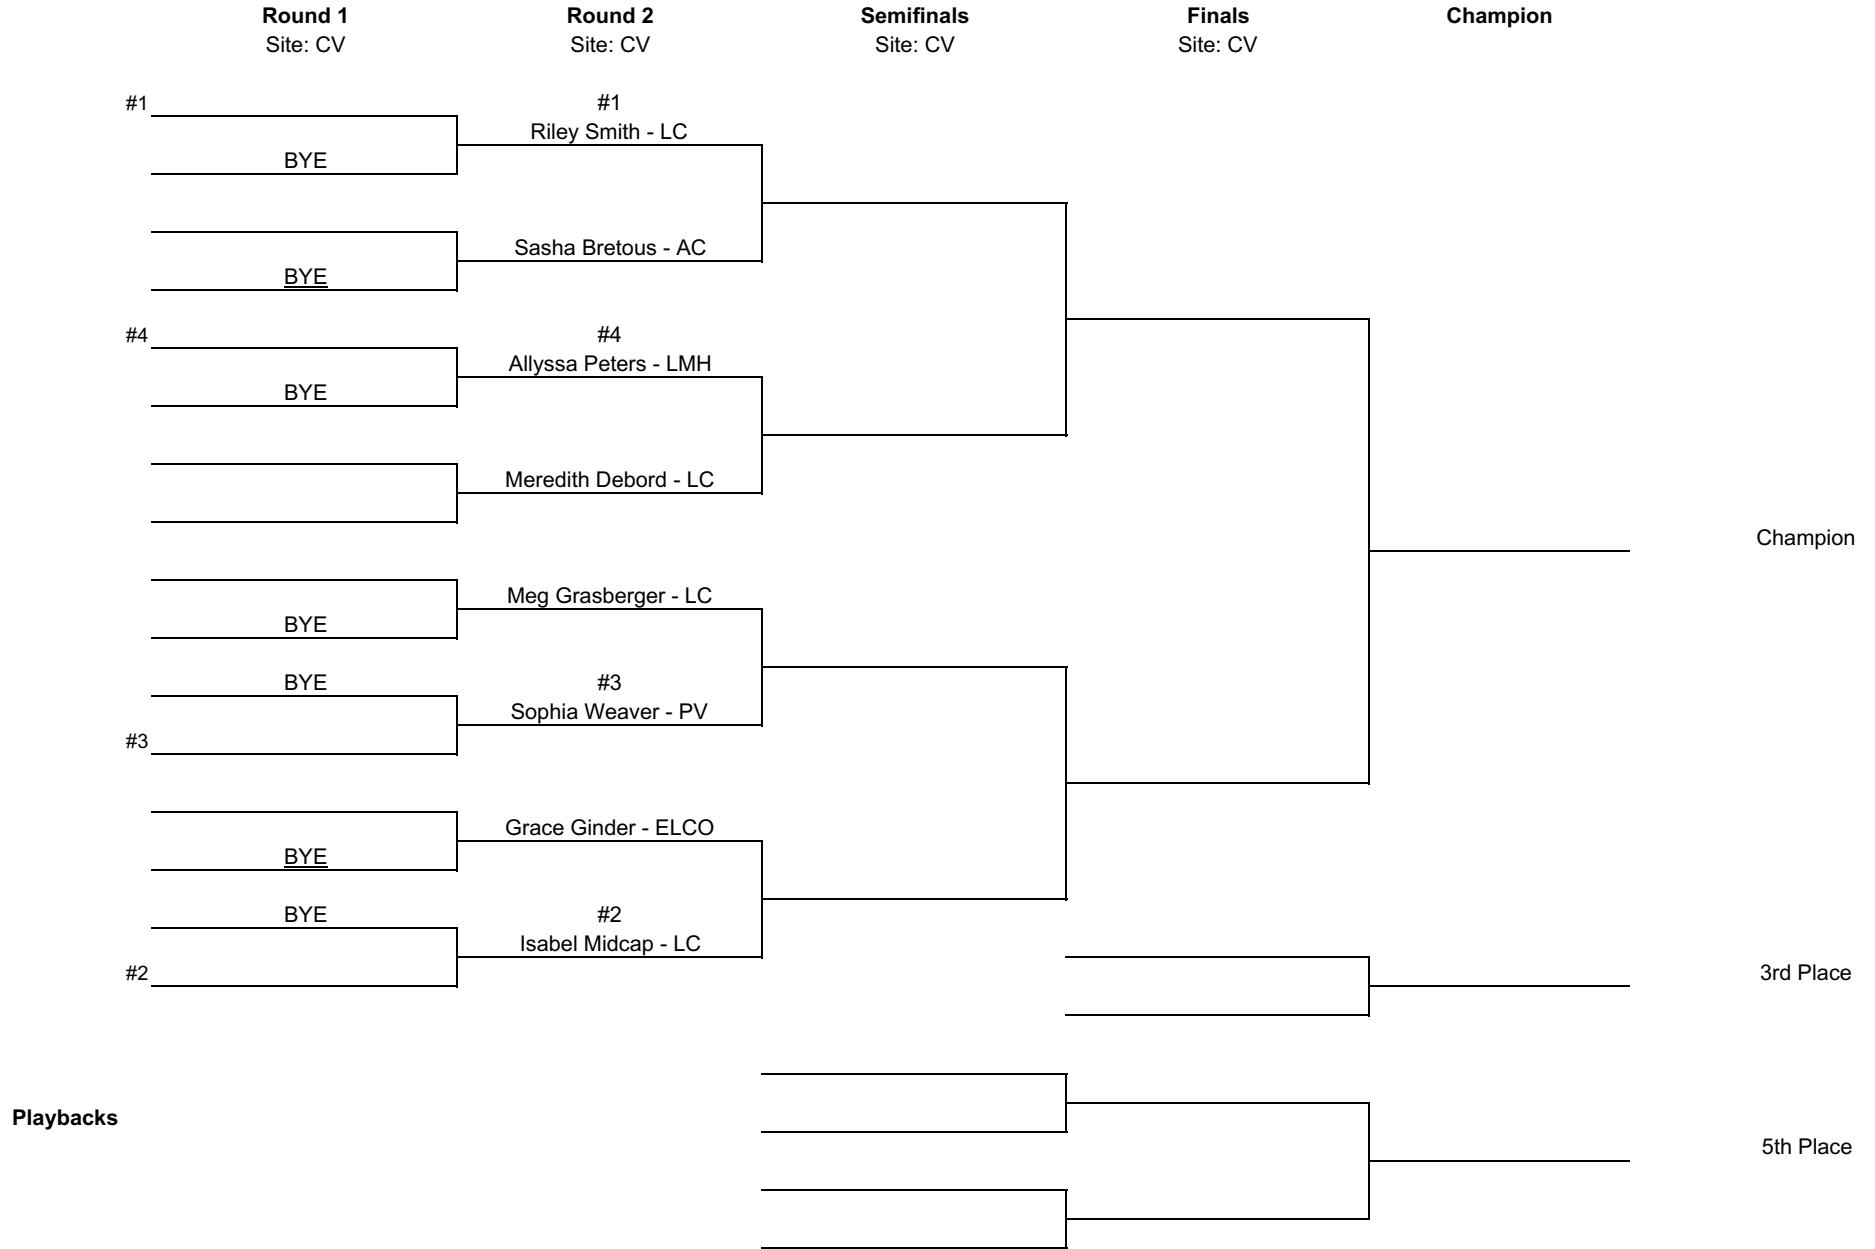 Round 1 Round 2 Semifinals Finals Champion
Site: CV Site: CV Site: CV Site: CV
#1 #1
Riley Smith - LC
BYE
Sasha Bretous - AC
BYE
#4 #4
Allyssa Peters - LMH
BYE
Meredith Debord - LC
Champion
Meg Grasberger - LC
BYE
BYE #3
Sophia Weaver - PV
#3
Grace Ginder - ELCO
BYE
BYE #2
Isabel Midcap - LC
#2 3rd Place
Playbacks
5th Place